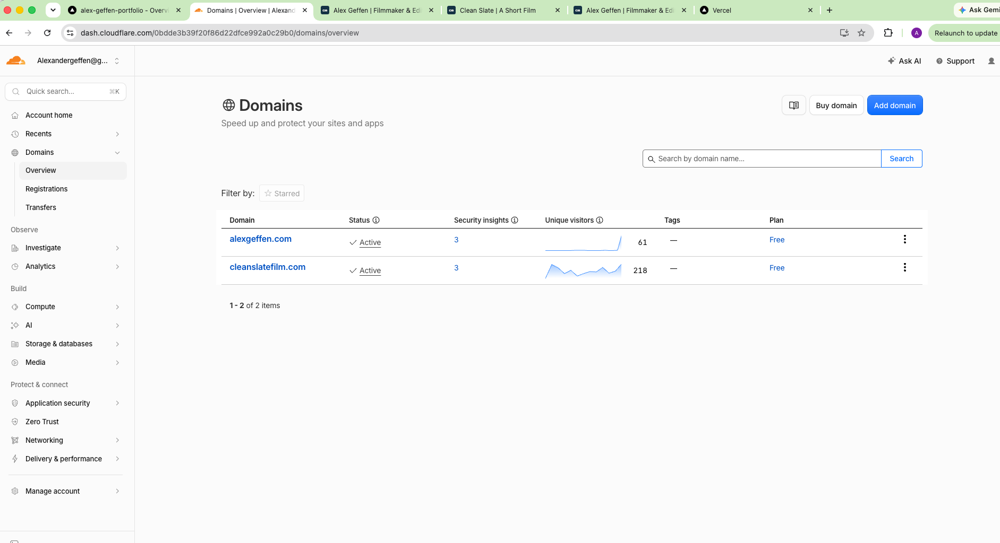 alex-geffen-portfolio - Overvi
Domains | Overview | Alexand
Alex Geffen | Filmmaker & Edi
Clean Slate | A Short Film
Alex Geffen | Filmmaker & Edi
Vercel
Ask Gemi
dash.cloudflare.com/0bdde3b39f20f86d22dfce992a0c29b0/domains/overview
A
Relaunch to update
Alexandergeffen@g...
Ask AI
Support
Quick search...
⌘K
Account home
Recents
Domains
Overview
Registrations
Transfers
Observe
Investigate
Analytics
Build
Compute
AI
Storage & databases
Media
Protect & connect
Application security
Zero Trust
Networking
Delivery & performance
Manage account
Domains
Speed up and protect your sites and apps
Buy domain
Add domain
Search by domain name...
Search
Filter by: Starred
Domain Status Security insights Unique visitors Tags Plan
alexgeffen.com Active 3 61 — Free
cleanslatefilm.com Active 3 218 — Free
1 - 2 of 2 items